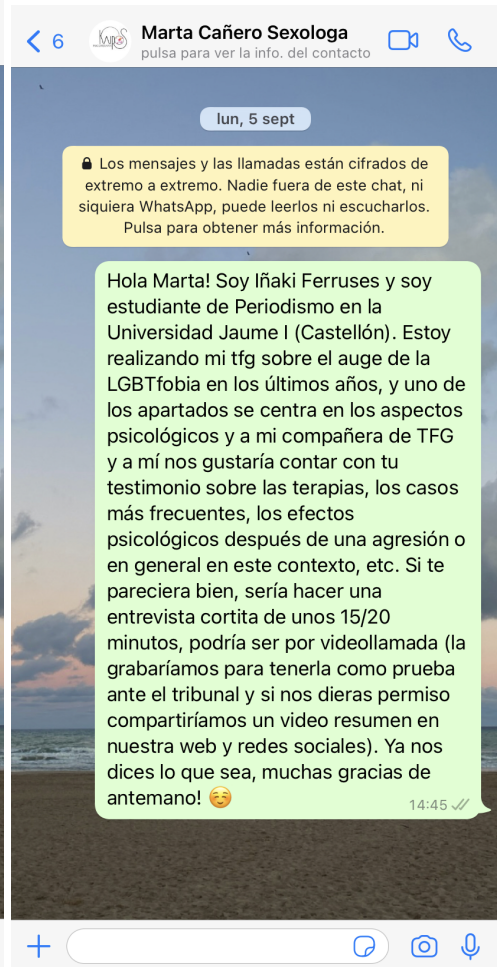 6
Marta Cañero Sexologa
pulsa para ver la info. del contacto
lun, 5 sept
Los mensajes y las llamadas están cifrados de
extremo a extremo. Nadie fuera de este chat, ni
siquiera WhatsApp, puede leerlos ni escucharlos.
Pulsa para obtener más información.
Hola Marta! Soy Iñaki Ferruses y soy
estudiante de Periodismo en la
Universidad Jaume I (Castellón). Estoy
realizando mi tfg sobre el auge de la
LGBTfobia en los últimos años, y uno de
los apartados se centra en los aspectos
psicológicos y a mi compañera de TFG
y a mí nos gustaría contar con tu
testimonio sobre las terapias, los casos
más frecuentes, los efectos
psicológicos después de una agresión o
en general en este contexto, etc. Si te
pareciera bien, sería hacer una
entrevista cortita de unos 15/20
minutos, podría ser por videollamada (la
grabaríamos para tenerla como prueba
ante el tribunal y si nos dieras permiso
compartiríamos un video resumen en
nuestra web y redes sociales). Ya nos
dices lo que sea, muchas gracias de
antemano! ☺️
14:45